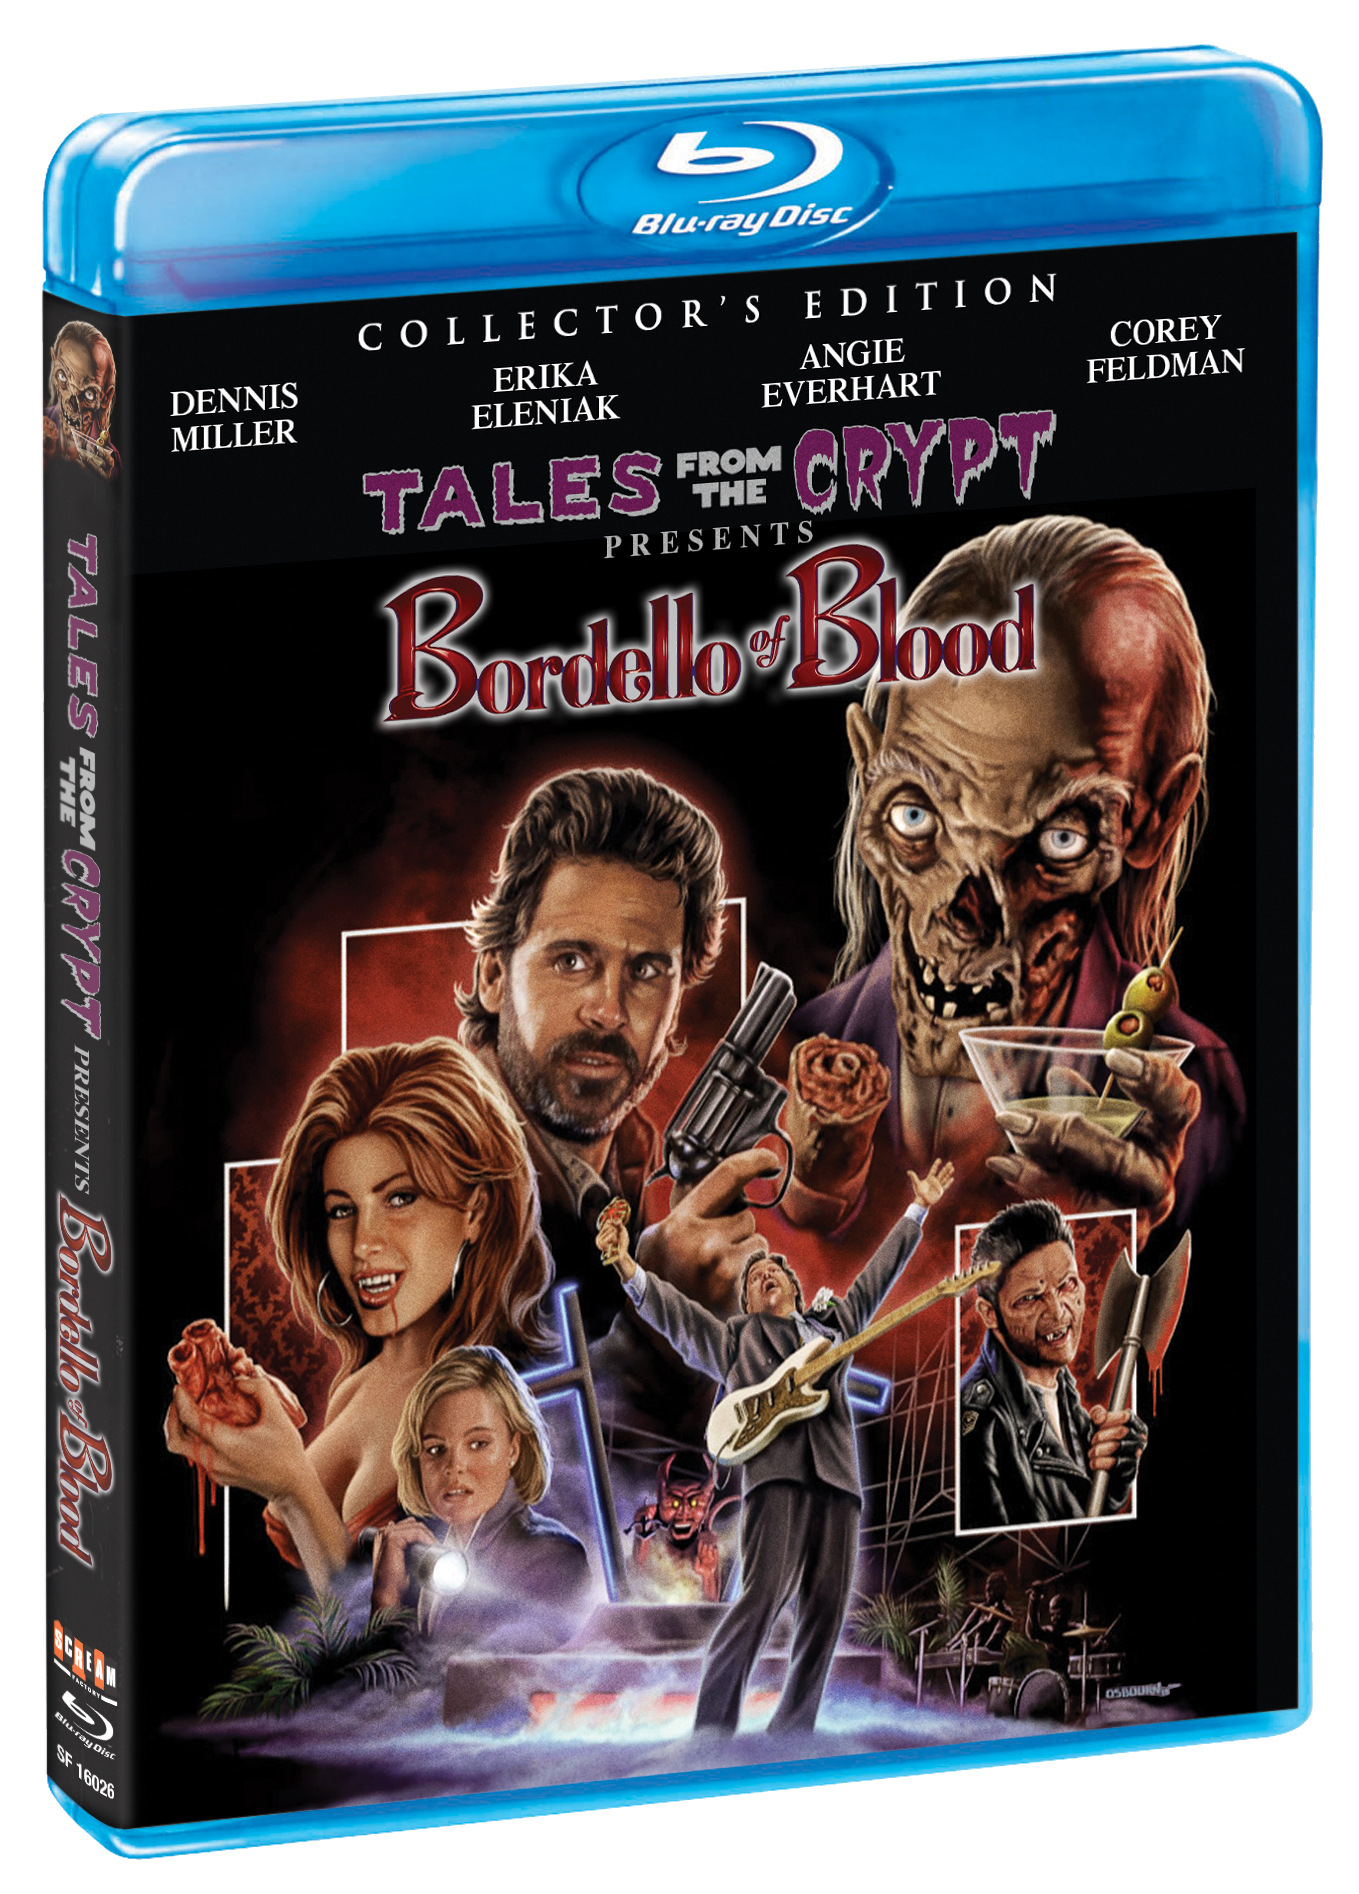 Blu-ray Disc
COLLECTOR'S EDITION
DENNIS
MILLER
ERIKA
ELENIAK
ANGIE
EVERHART
COREY
FELDMAN
TALES FROM THE CRYPT
PRESENTS
Bordello of Blood
OSBOURNE
TALES FROM THE CRYPT PRESENTS Bordello of Blood
SCREAM
FACTORY
Blu-ray Disc
SF 16026